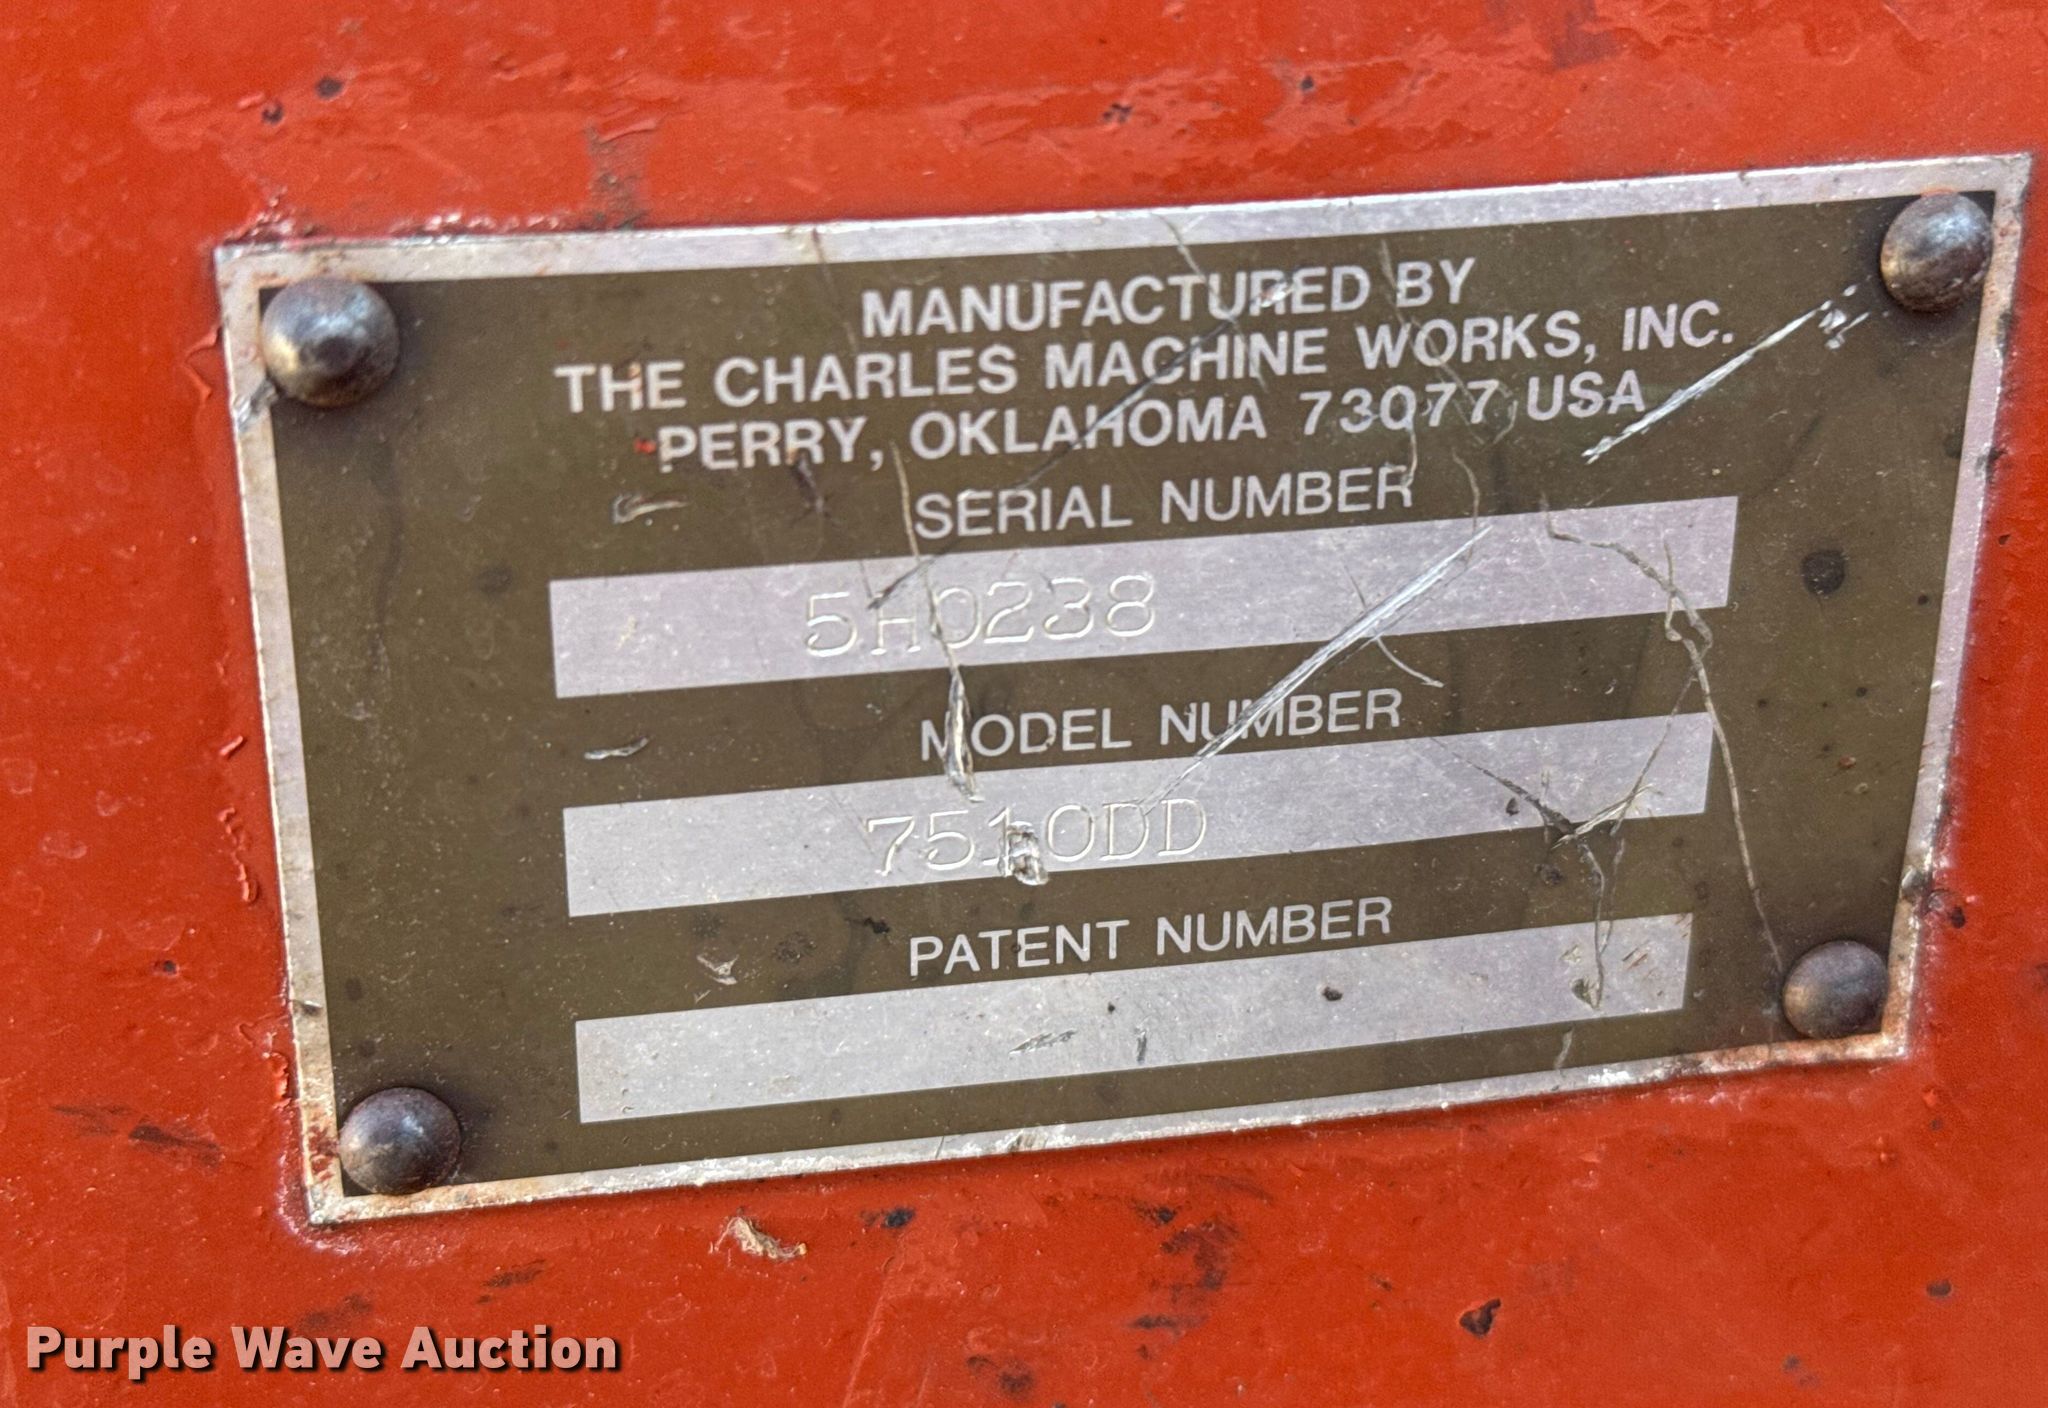 MANUFACTURED BY
THE CHARLES MACHINE WORKS, INC.
PERRY, OKLAHOMA 73077 USA
SERIAL NUMBER
5H0238
MODEL NUMBER
7510DD
PATENT NUMBER
Purple Wave Auction